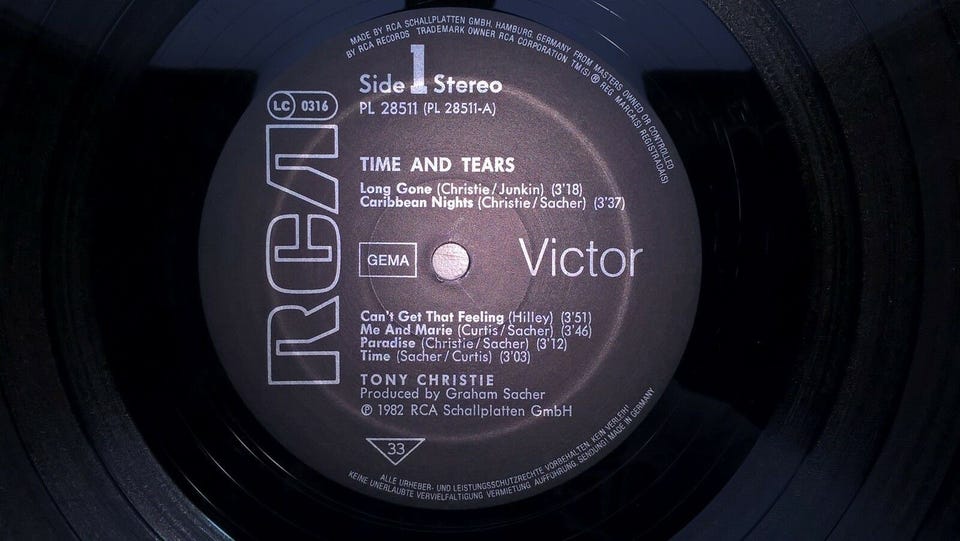 MADE BY RCA SCHALLPLATTEN GMBH, HAMBURG, GERMANY, FROM MASTERS OWNED OR CONTROLLED
BY RCA RECORDS TRADEMARK OWNER RCA CORPORATION TM(S) ® REG MARCA(S) REGISTRADA(S)
Side 1 Stereo
PL 28511 (PL 28511-A)
LC 0316
RCA
TIME AND TEARS
Long Gone (Christie/Junkin) (3'18)
Caribbean Nights (Christie/Sacher) (3'37)
GEMA
Victor
Can't Get That Feeling (Hilley) (3'51)
Me And Marie (Curtis/Sacher) (3'46)
Paradise (Christie/Sacher) (3'12)
Time (Sacher/Curtis) (3'03)
TONY CHRISTIE
Produced by Graham Sacher
℗ 1982 RCA Schallplatten GmbH
33
ALLE URHEBER- UND LEISTUNGSSCHUTZRECHTE VORBEHALTEN. KEIN VERLEIH!
KEINE UNERLAUBTE VERVIELFALTIGUNG VERMIETUNG AUFFUHRUNG, SENDUNG! MADE IN GERMANY